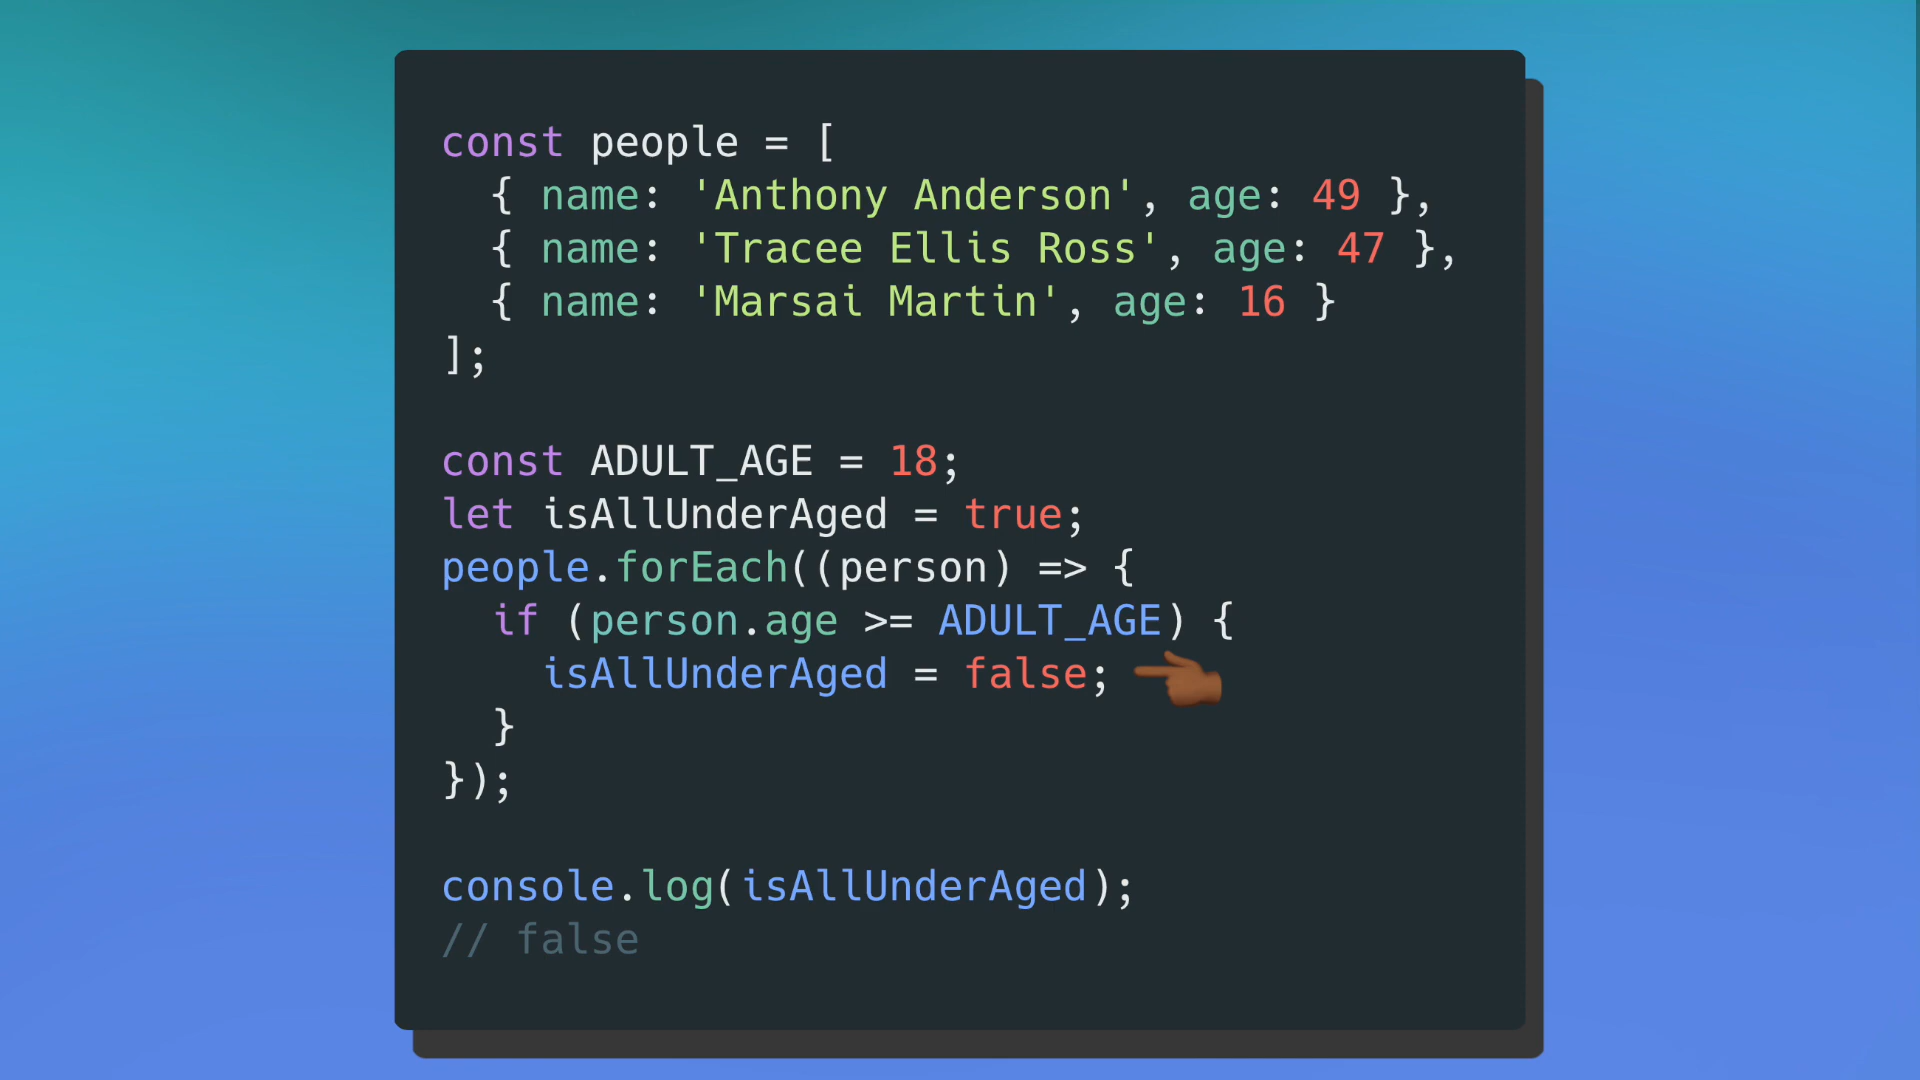 const people = [
  { name: 'Anthony Anderson', age: 49 },
  { name: 'Tracee Ellis Ross', age: 47 },
  { name: 'Marsai Martin', age: 16 }
];

const ADULT_AGE = 18;
let isAllUnderAged = true;
people.forEach((person) => {
  if (person.age >= ADULT_AGE) {
    isAllUnderAged = false;
  }
});

console.log(isAllUnderAged);
// false